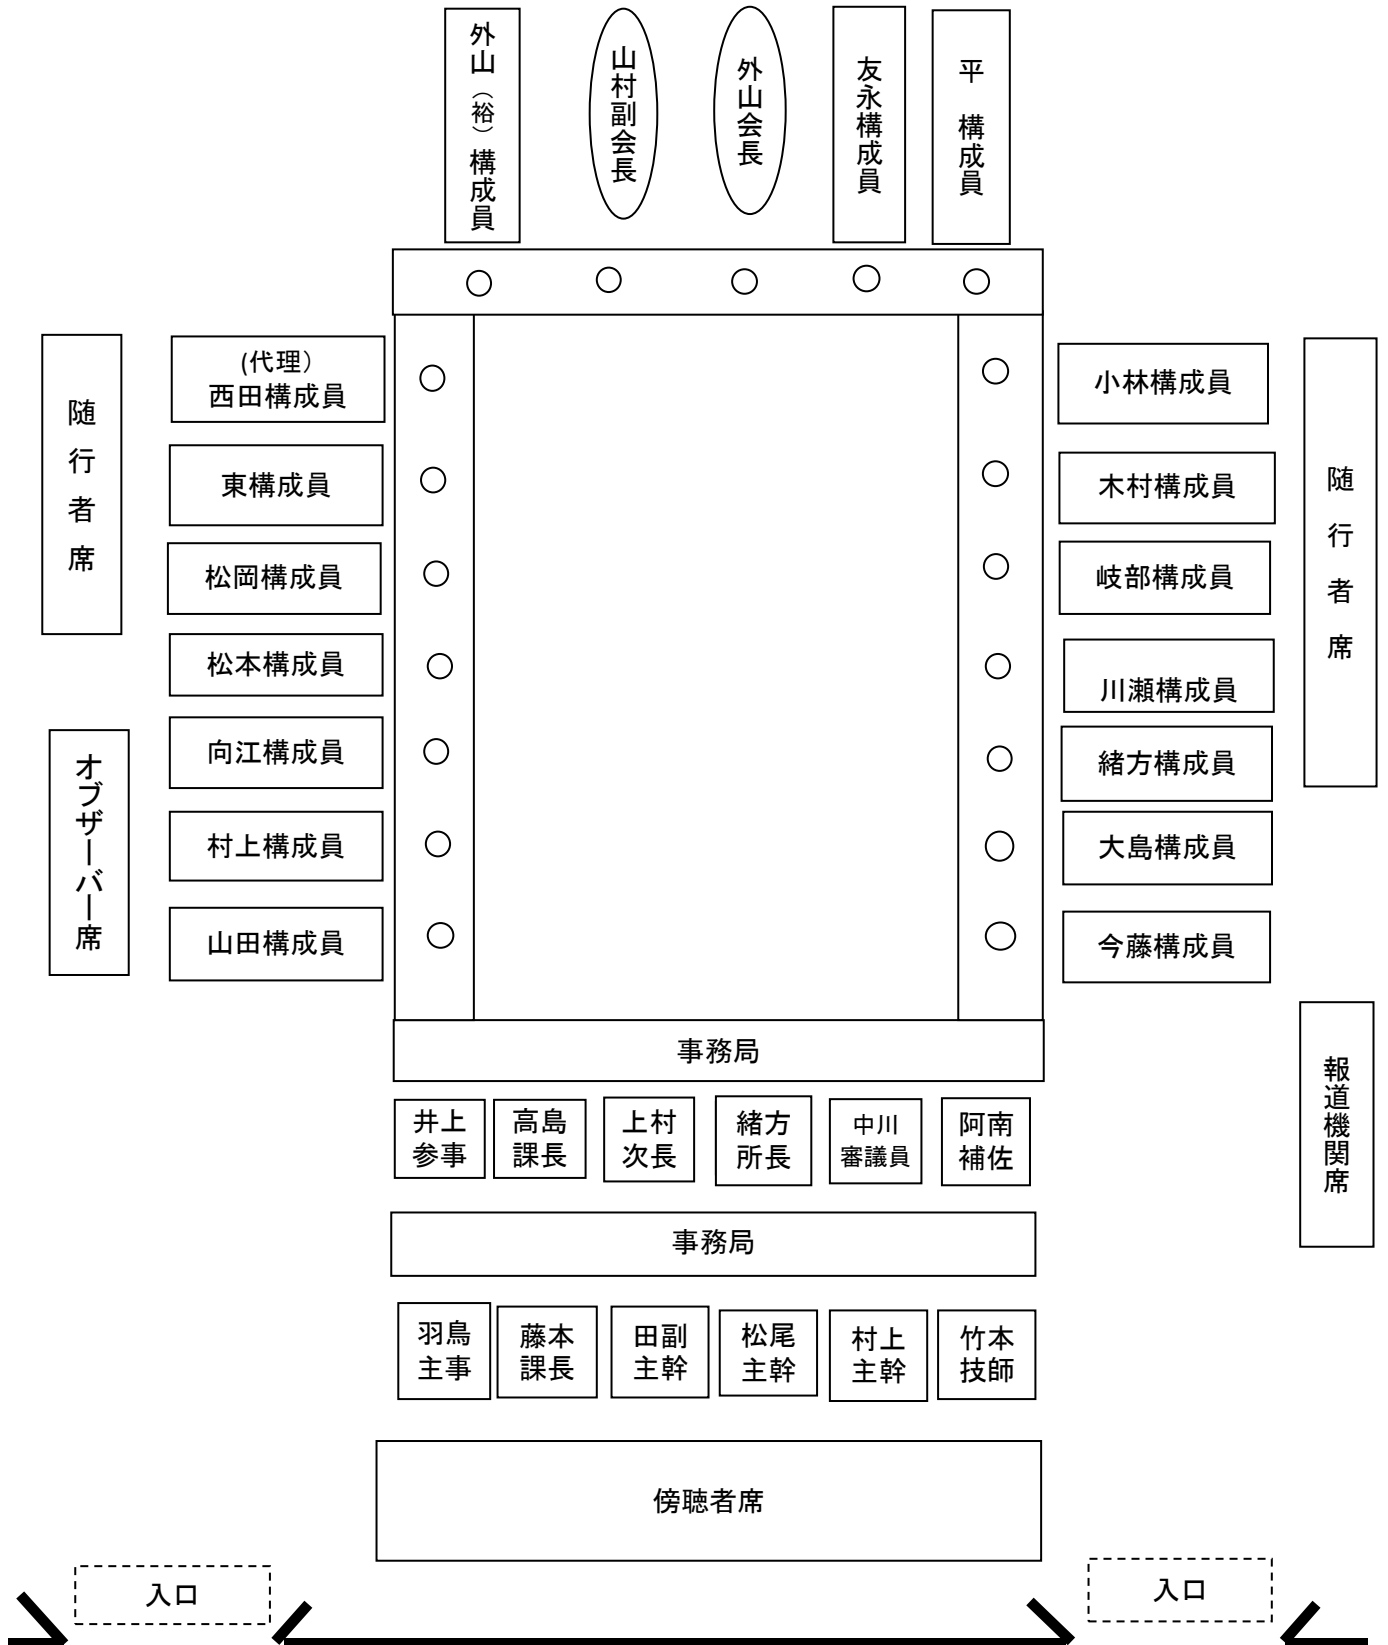 外山（裕）構成員
山村副会長
外山会長
友永構成員
平 構成員
随行者席
(代理）
西田構成員
東構成員
松岡構成員
松本構成員
向江構成員
村上構成員
山田構成員
オブザーバー席
小林構成員
木村構成員
岐部構成員
川瀬構成員
緒方構成員
大島構成員
今藤構成員
随行者席
報道機関席
事務局
井上
参事
高島
課長
上村
次長
緒方
所長
中川
審議員
阿南
補佐
事務局
羽鳥
主事
藤本
課長
田副
主幹
松尾
主幹
村上
主幹
竹本
技師
傍聴者席
入口
入口